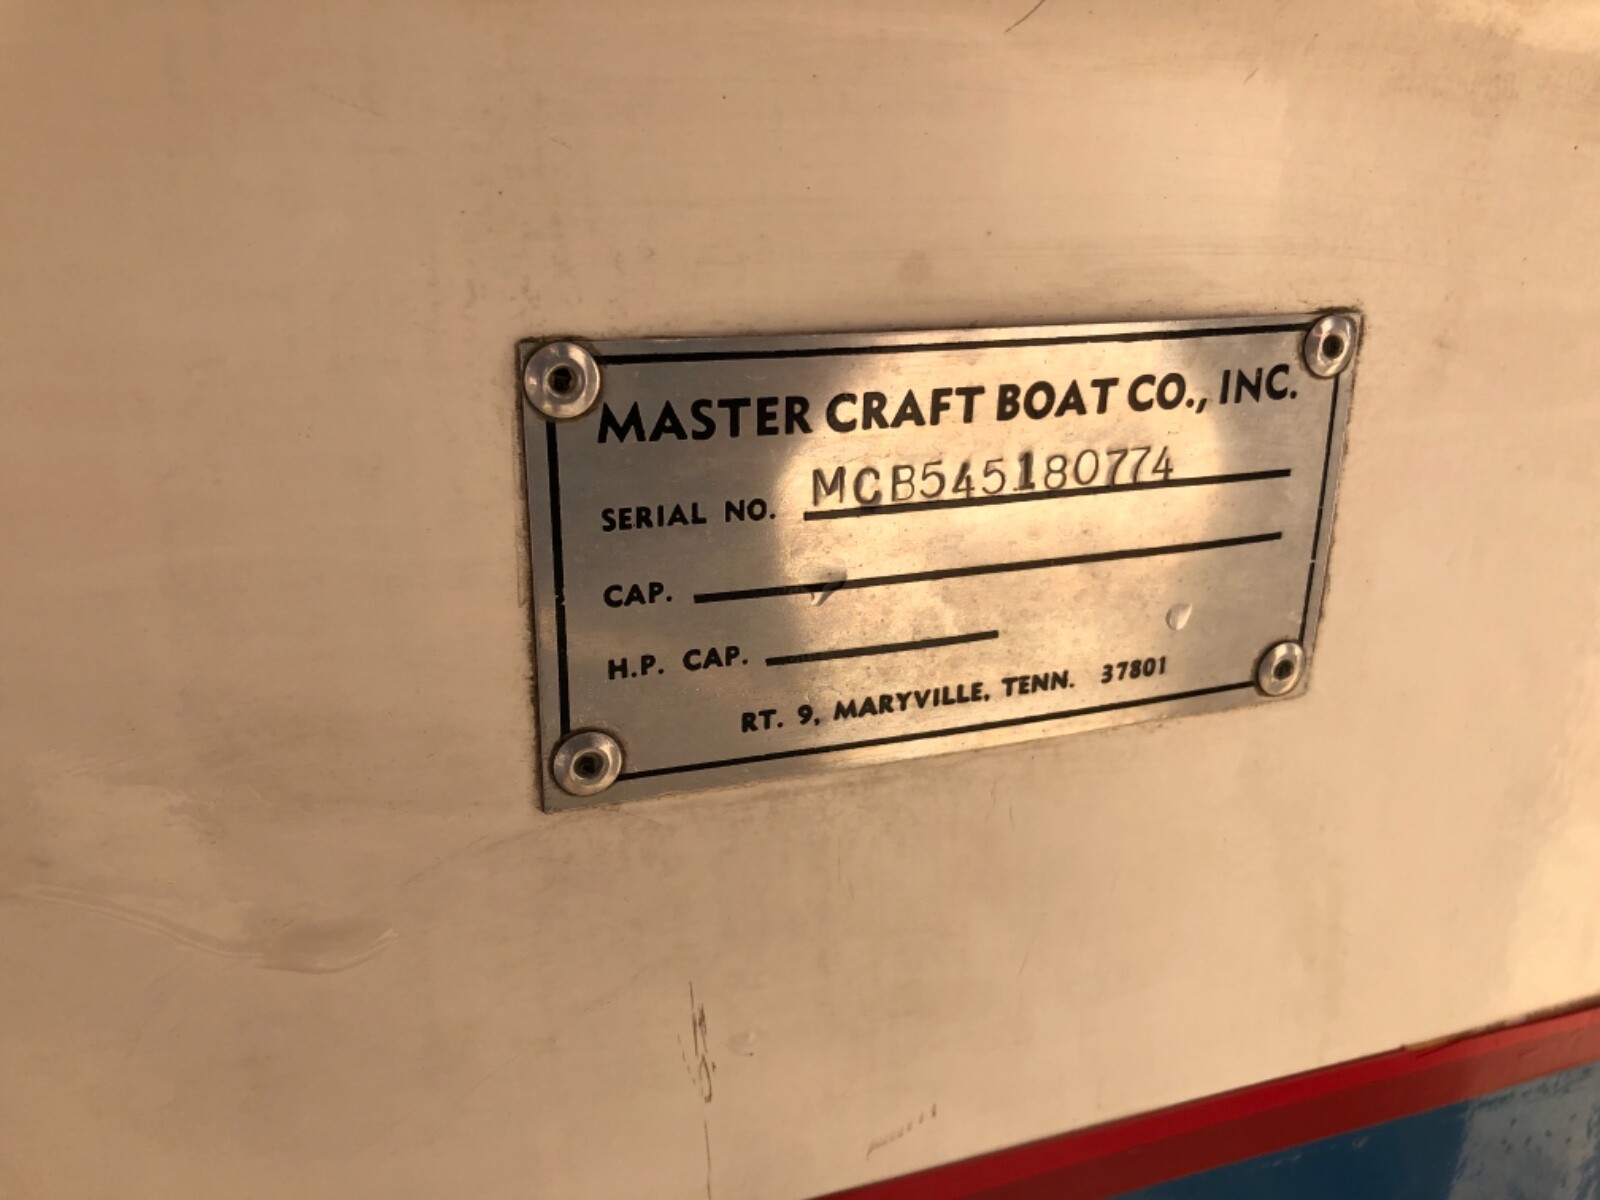 MASTER CRAFT BOAT CO., INC.
SERIAL NO. MCB545180774
CAP.
H.P. CAP.
RT. 9, MARYVILLE, TENN. 37801